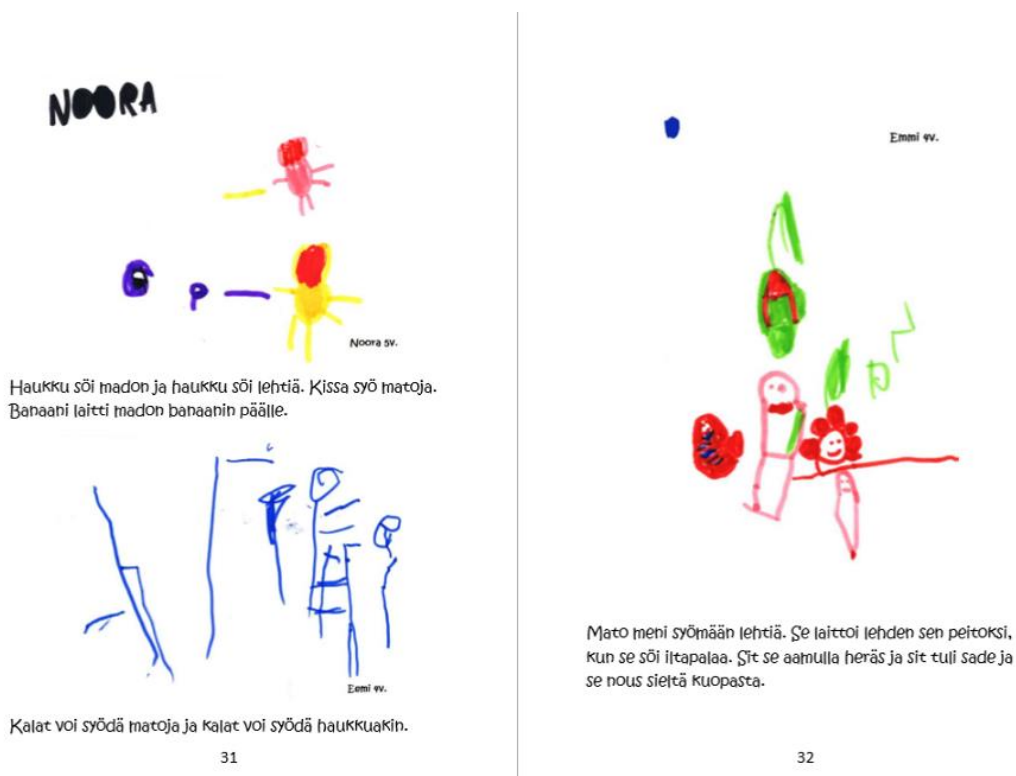 NOORA
Noora 5v.
Haukku söi madon ja haukku söi lehtiä. Kissa syö matoja.
Banaani laitti madon banaanin päälle.
Eemi 4v.
Kalat voi syödä matoja ja kalat voi syödä haukkuakin.
31
Emmi 4v.
Mato meni syömään lehtiä. Se laittoi lehden sen peitoksi,
kun se söi iltapalaa. Sit se aamulla heräs ja sit tuli sade ja
se nous sieltä kuopasta.
32